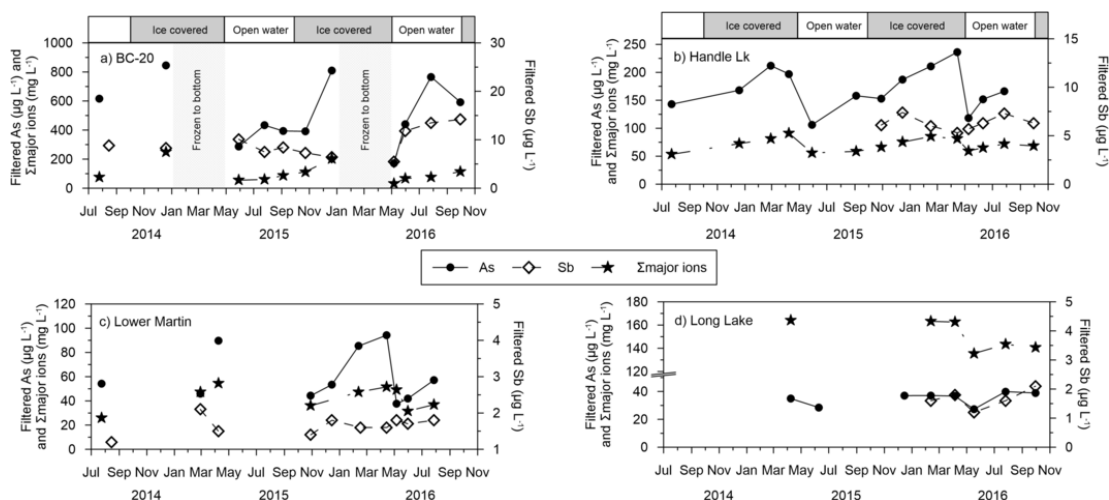 Ice covered Open water Ice covered Open water
Ice covered Open water Ice covered Open water
a) BC-20
Filtered As (µg L⁻¹) and
Σmajor ions (mg L⁻¹)
1000
800
600
400
200
0
Frozen to bottom
Frozen to bottom
30
20
10
0
Filtered Sb (µg L⁻¹)
Jul Sep Nov Jan Mar May Jul Sep Nov Jan Mar May Jul Sep Nov
2014 2015 2016
b) Handle Lk
Filtered As (µg L⁻¹)
and Σmajor ions (mg L⁻¹)
250
200
150
100
50
0
15
10
5
0
Filtered Sb (µg L⁻¹)
Jul Sep Nov Jan Mar May Jul Sep Nov Jan Mar May Jul Sep Nov
2014 2015 2016
As Sb Σmajor ions
c) Lower Martin
Filtered As (µg L⁻¹)
and Σmajor ions (mg L⁻¹)
120
100
80
60
40
20
0
5
4
3
2
1
Filtered Sb (µg L⁻¹)
Jul Sep Nov Jan Mar May Jul Sep Nov Jan Mar May Jul Sep Nov
2014 2015 2016
d) Long Lake
Filtered As (µg L⁻¹)
and Σmajor ions (mg L⁻¹)
180
160
140
120
40
20
0
5
4
3
2
1
0
Filtered Sb (µg L⁻¹)
Jul Sep Nov Jan Mar May Jul Sep Nov Jan Mar May Jul Sep Nov
2014 2015 2016